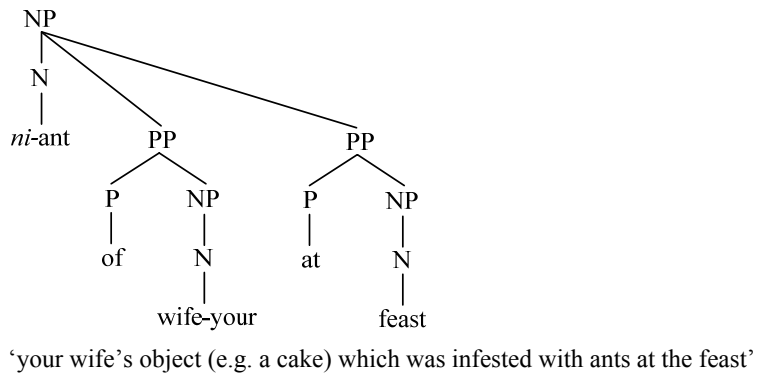 NP
N
ni-ant PP PP
P NP P NP
of N at N
wife-your feast
‘your wife’s object (e.g. a cake) which was infested with ants at the feast’